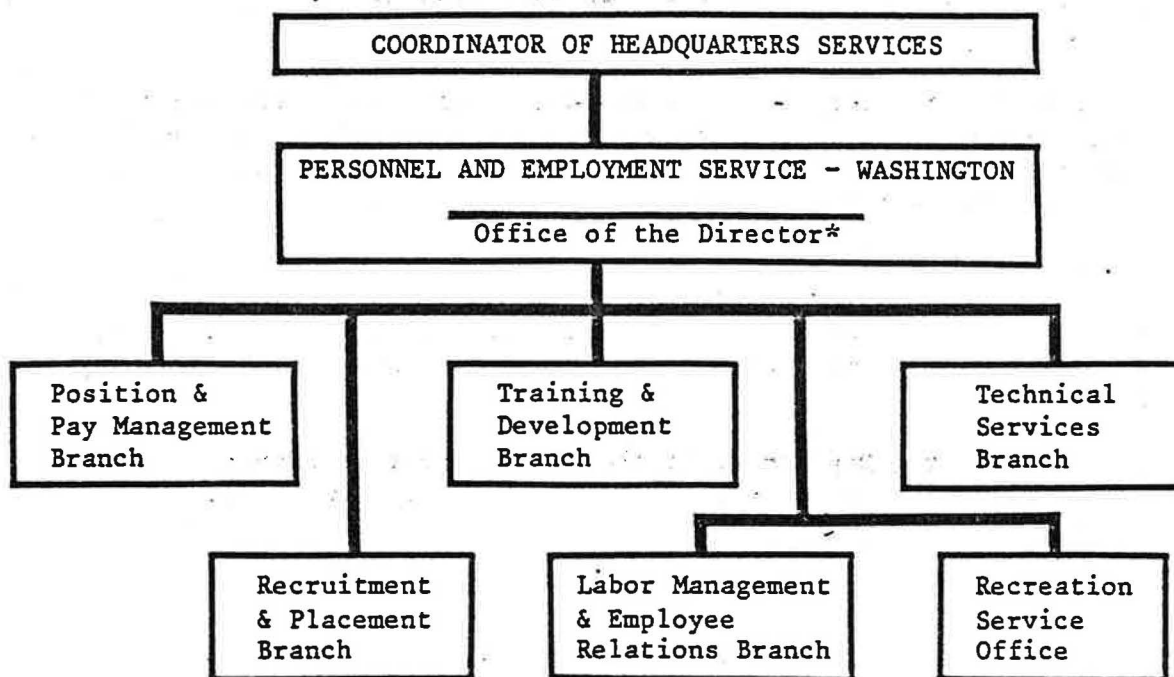 COORDINATOR OF HEADQUARTERS SERVICES
PERSONNEL AND EMPLOYMENT SERVICE - WASHINGTON
Office of the Director*
Position &
Pay Management
Branch
Training &
Development
Branch
Technical
Services
Branch
Recruitment
& Placement
Branch
Labor Management
& Employee
Relations Branch
Recreation
Service
Office